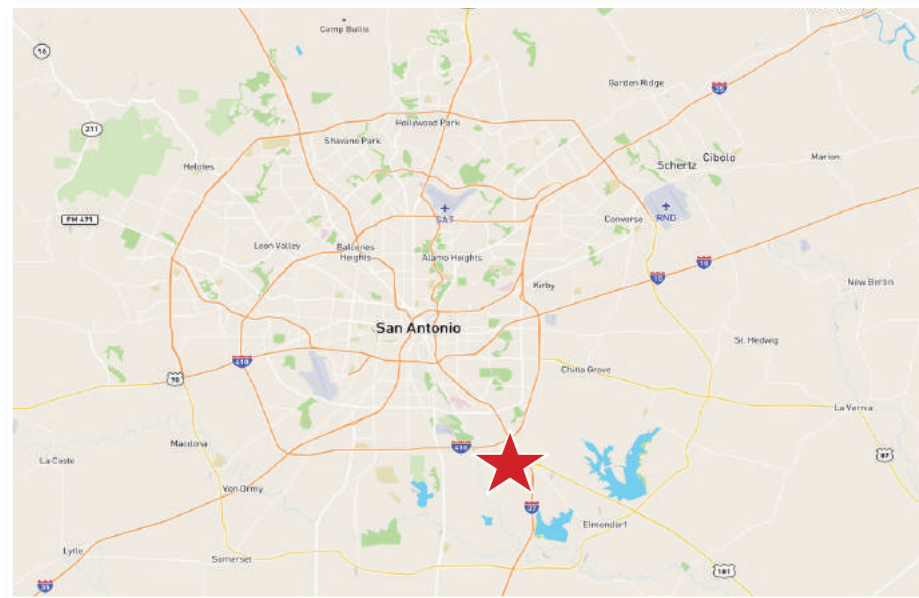 Camp Bullis
16
Garden Ridge
35
211
Hollywood Park
Shavano Park
Schertz
Cibolo
Marion
Helotes
SAT
RND
FM 471
Converse
Leon Valley
Balcones
Heights
Alamo Heights
10
10
Kirby
New Berlin
San Antonio
St. Hedwig
410
90
China Grove
La Vernia
Macdona
410
87
La Coste
Von Ormy
37
Elmendorf
Lytle
Somerset
181
35